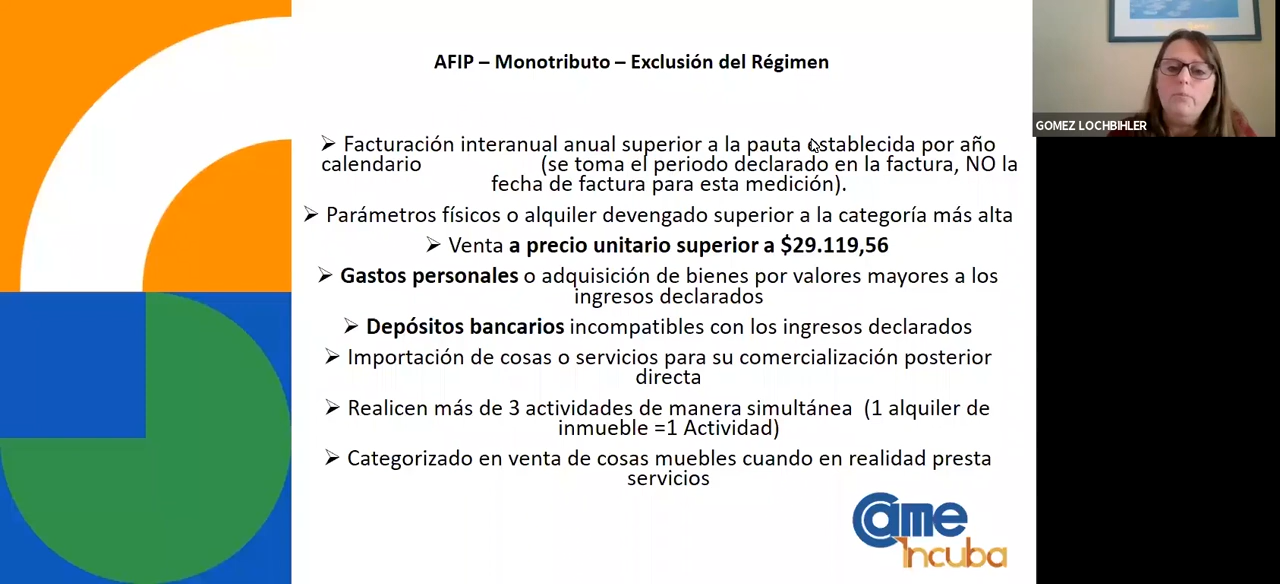 AFIP – Monotributo – Exclusión del Régimen
GOMEZ LOCHBIHLER
➢ Facturación interanual anual superior a la pauta establecida por año
calendario (se toma el periodo declarado en la factura, NO la
fecha de factura para esta medición).
➢ Parámetros físicos o alquiler devengado superior a la categoría más alta
➢ Venta a precio unitario superior a $29.119,56
➢ Gastos personales o adquisición de bienes por valores mayores a los
ingresos declarados
➢ Depósitos bancarios incompatibles con los ingresos declarados
➢ Importación de cosas o servicios para su comercialización posterior
directa
➢ Realicen más de 3 actividades de manera simultánea (1 alquiler de
inmueble =1 Actividad)
➢ Categorizado en venta de cosas muebles cuando en realidad presta
servicios
Came
incuba